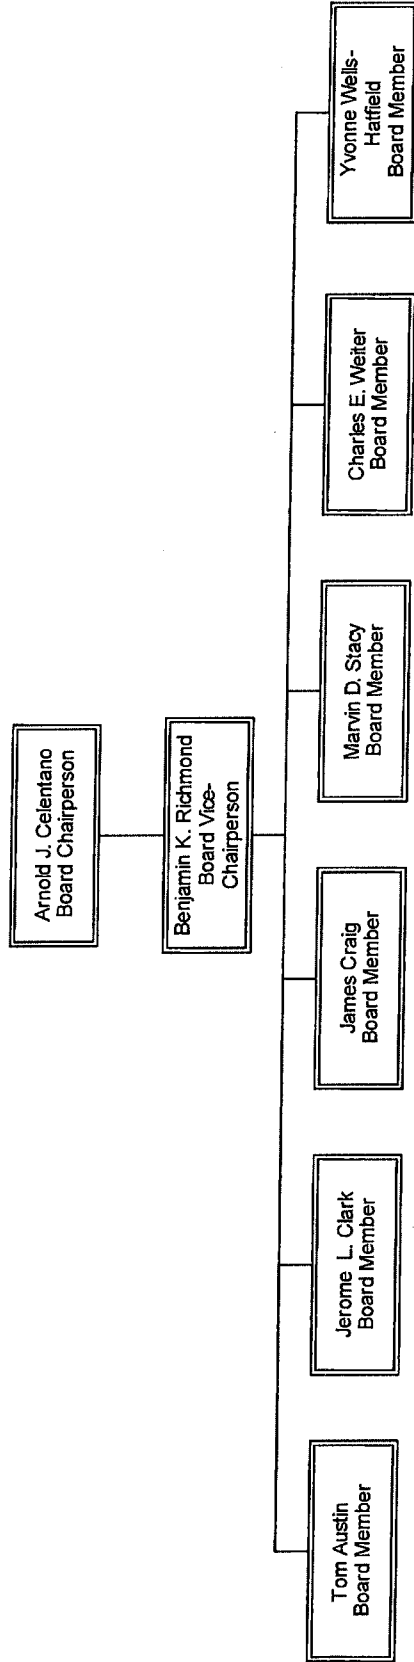 Arnold J. Celentano
Board Chairperson
Benjamin K. Richmond
Board Vice-
Chairperson
Tom Austin
Board Member
Jerome L. Clark
Board Member
James Craig
Board Member
Marvin D. Stacy
Board Member
Charles E. Weiter
Board Member
Yvonne Wells-
Hatfield
Board Member